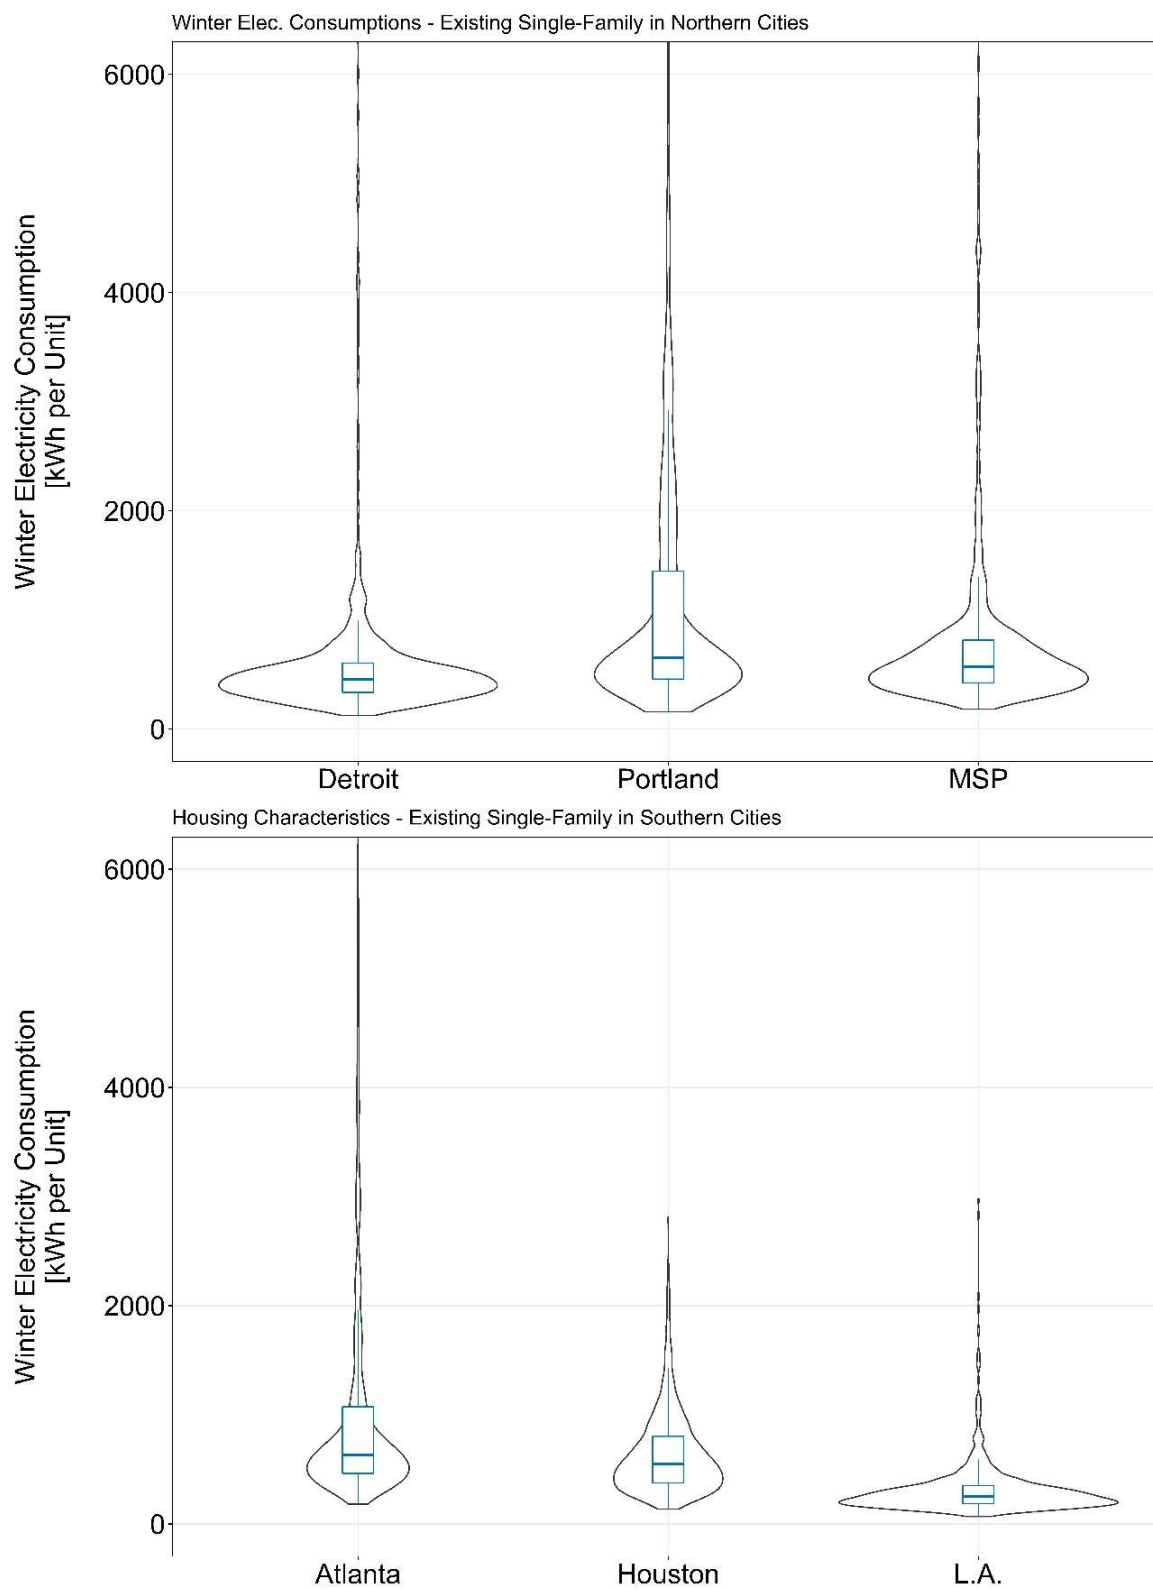 Winter Elec. Consumptions - Existing Single-Family in Northern Cities
Winter Electricity Consumption
[kWh per Unit]
6000
4000
2000
0
Detroit Portland MSP
Housing Characteristics - Existing Single-Family in Southern Cities
Winter Electricity Consumption
[kWh per Unit]
6000
4000
2000
0
Atlanta Houston L.A.